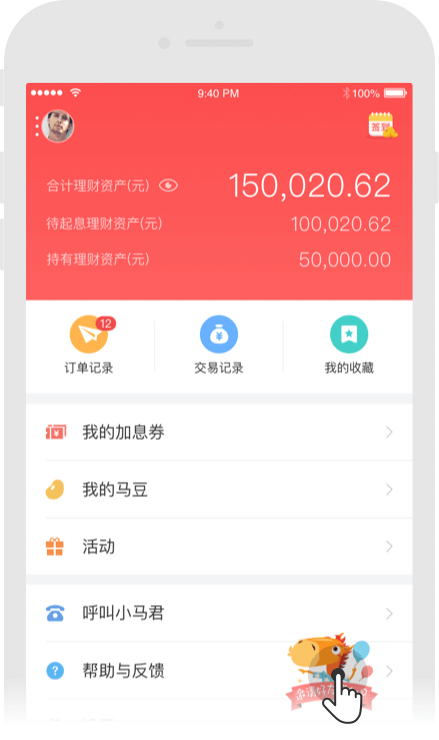 9:40 PM
100%
签到
合计理财资产(元)
150,020.62
待起息理财资产(元)
100,020.62
持有理财资产(元)
50,000.00
12
订单记录
交易记录
我的收藏
我的加息券
我的马豆
活动
呼叫小马君
帮助与反馈
邀请好